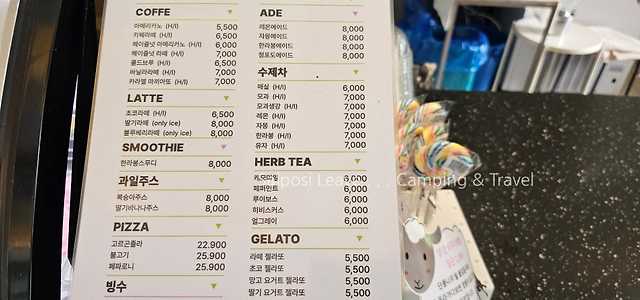 COFFE
아메리카노 (H/I) 5,500
카페라떼 (H/I) 6,500
헤이즐넛 아메리카노 (H/I) 6,000
헤이즐넛 라떼 (H/I) 7,000
콜드브루 (H/I) 6,500
바닐라라떼 (H/I) 7,000
카라멜 마끼아또 (H/I) 7,000
LATTE
초코라떼 (H/I) 6,500
딸기라떼 (only ice) 8,000
블루베리라떼 (only ice) 8,000
SMOOTHIE
한라봉스무디 8,000
과일주스
복숭아주스 8,000
딸기바나나주스 8,000
PIZZA
고르곤졸라 22.900
불고기 25.900
페파로니 25.900
빙수
ADE
레몬에이드 8,000
자몽에이드 8,000
한라봉에이드 8,000
청포도에이드 8,000
수제차
매실 (H/I) 6,000
모과 (H/I) 7,000
모과생강 (H/I) 7,000
레몬 (H/I) 7,000
자몽 (H/I) 7,000
한라봉 (H/I) 7,000
유자 (H/I) 7,000
HERB TEA
캐모마일 6,000
페퍼민트 6,000
루이보스 6,000
히비스커스 6,000
얼그레이 6,000
GELATO
라떼 젤라또 5,500
초코 젤라또 5,500
망고 요거트 젤라또 5,500
딸기 요거트 젤라또 5,500
Camping & Travel